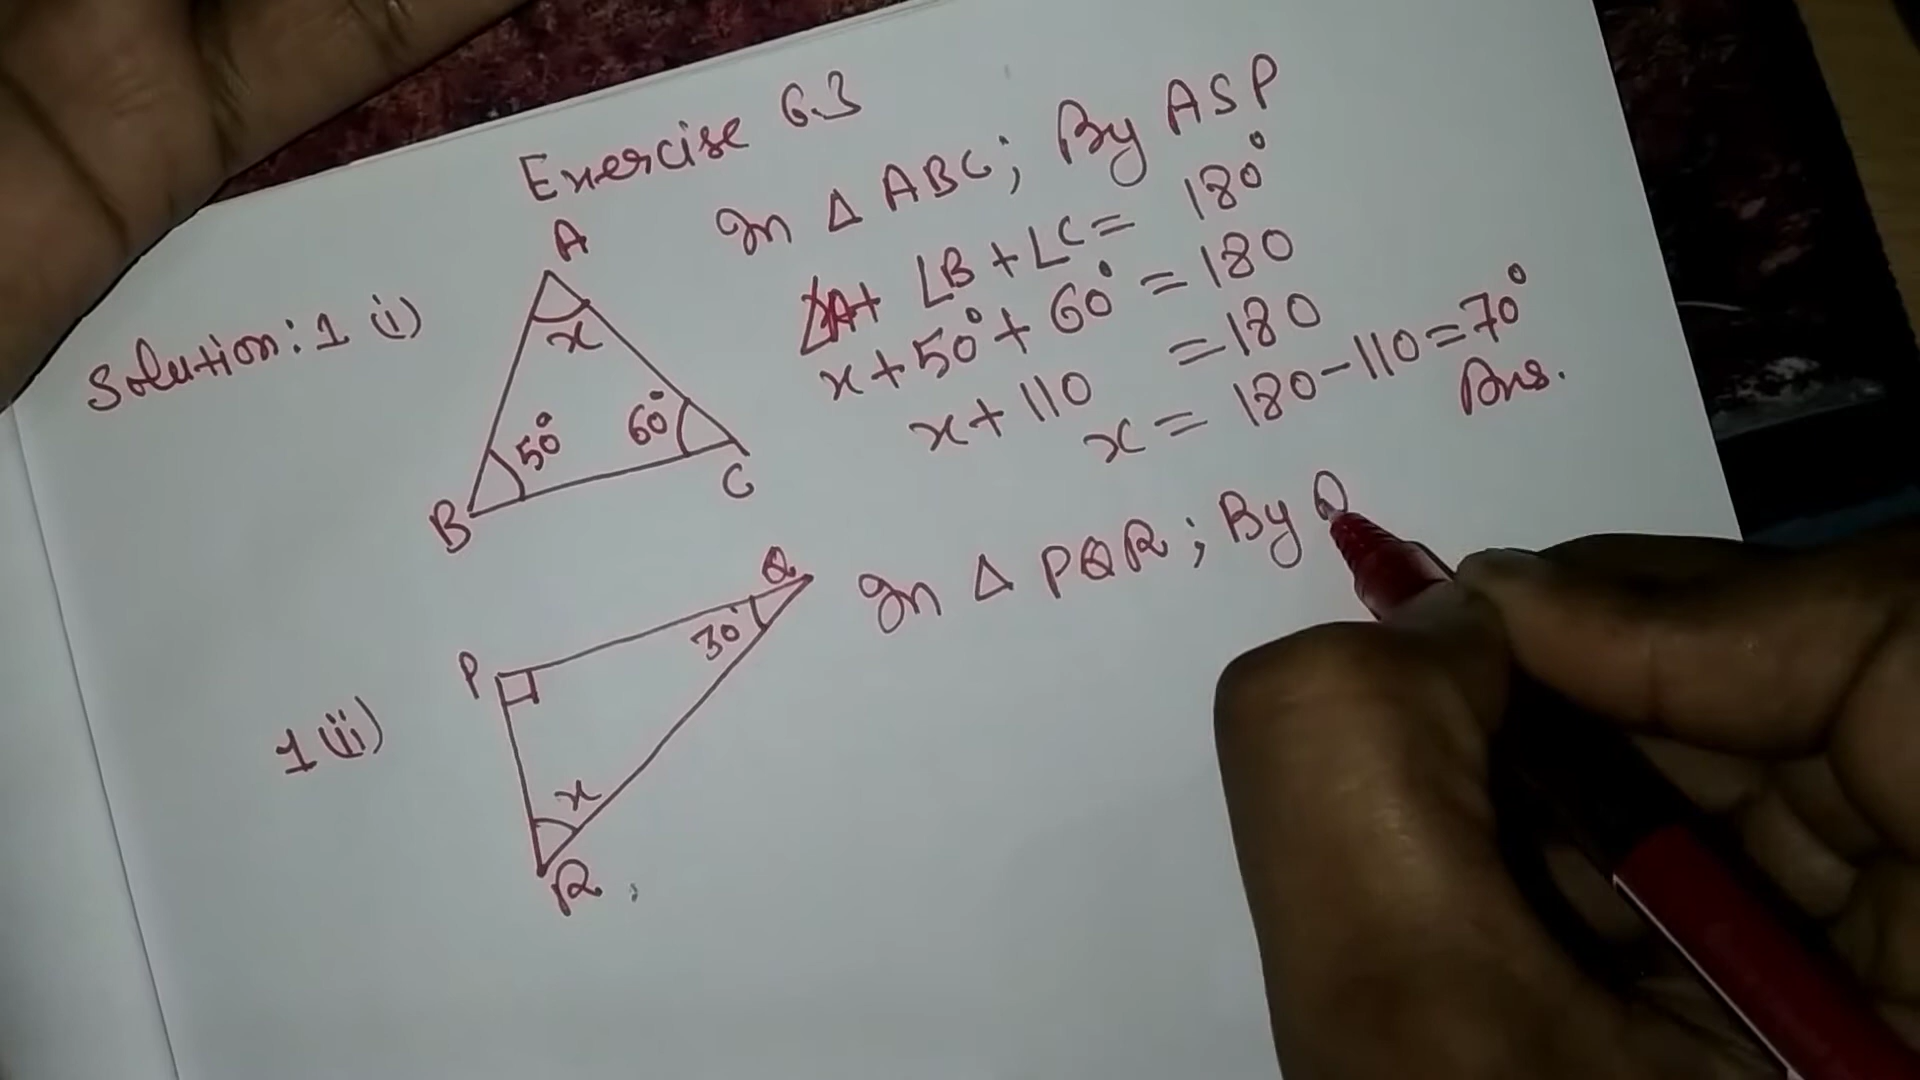 Exercise 6.3
Solution: 1 (i)
A
x
50°
60°
B
C
In Δ ABC; By ASP
∠A + ∠B + ∠C = 180°
x + 50° + 60° = 180
x + 110 = 180
x = 180 - 110 = 70°
Ans.
1 (ii)
P
Q
30°
x
R
In Δ PQR; By